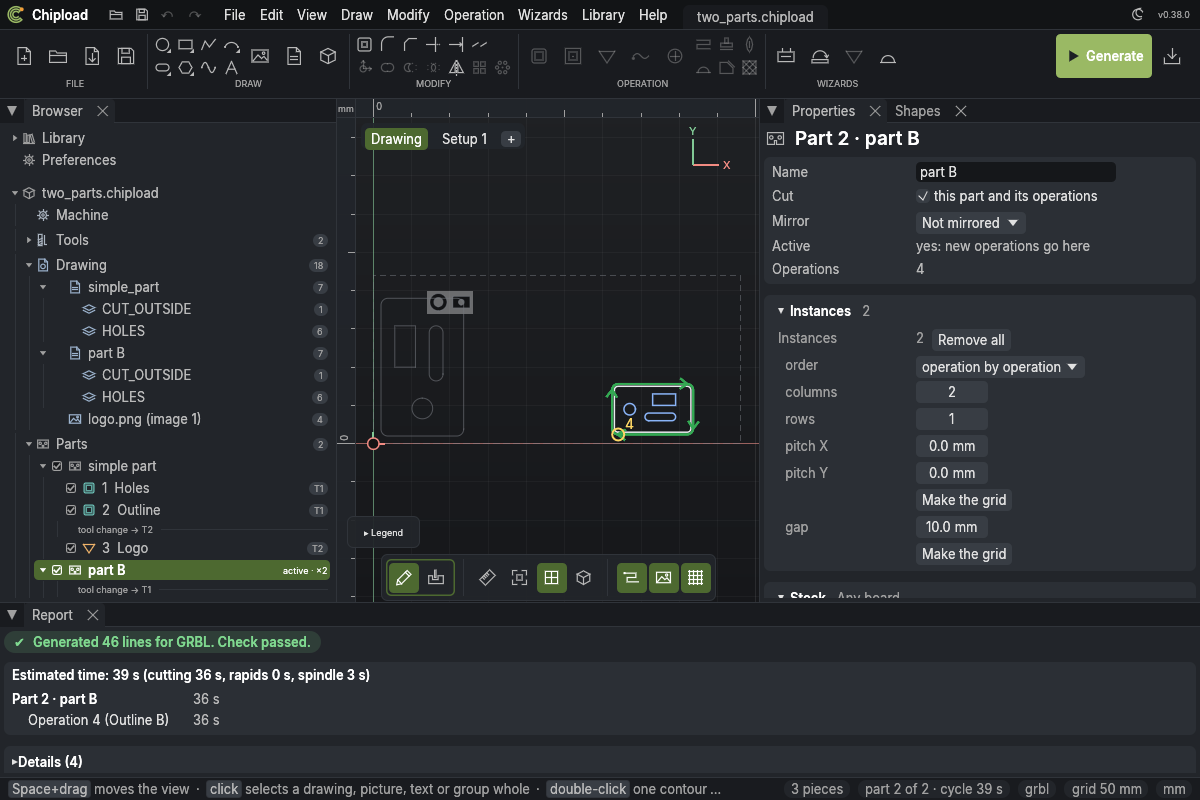 Chipload File Edit View Draw Modify Operation Wizards Library Help two_parts.chipload v0.38.0
Generate
FILE DRAW MODIFY OPERATION WIZARDS
Browser
Library
Preferences
two_parts.chipload
Machine
Tools 2
Drawing 18
simple_part 7
CUT_OUTSIDE 1
HOLES 6
part B 7
CUT_OUTSIDE 1
HOLES 6
logo.png (image 1) 4
Parts 2
simple part
1 Holes T1
2 Outline T1
tool change → T2
3 Logo T2
part B active · ×2
tool change → T1
mm 0
Drawing Setup 1 +
Y
X
4
0
Legend
Properties Shapes
Part 2 · part B
Name part B
Cut this part and its operations
Mirror Not mirrored
Active yes: new operations go here
Operations 4
Instances 2
Instances 2 Remove all
order operation by operation
columns 2
rows 1
pitch X 0.0 mm
pitch Y 0.0 mm
Make the grid
gap 10.0 mm
Make the grid
Stock Any board
Report
Generated 46 lines for GRBL. Check passed.
Estimated time: 39 s (cutting 36 s, rapids 0 s, spindle 3 s)
Part 2 · part B 36 s
Operation 4 (Outline B) 36 s
Details (4)
Space+drag moves the view · click selects a drawing, picture, text or group whole · double-click one contour ... 3 pieces part 2 of 2 · cycle 39 s grbl grid 50 mm mm